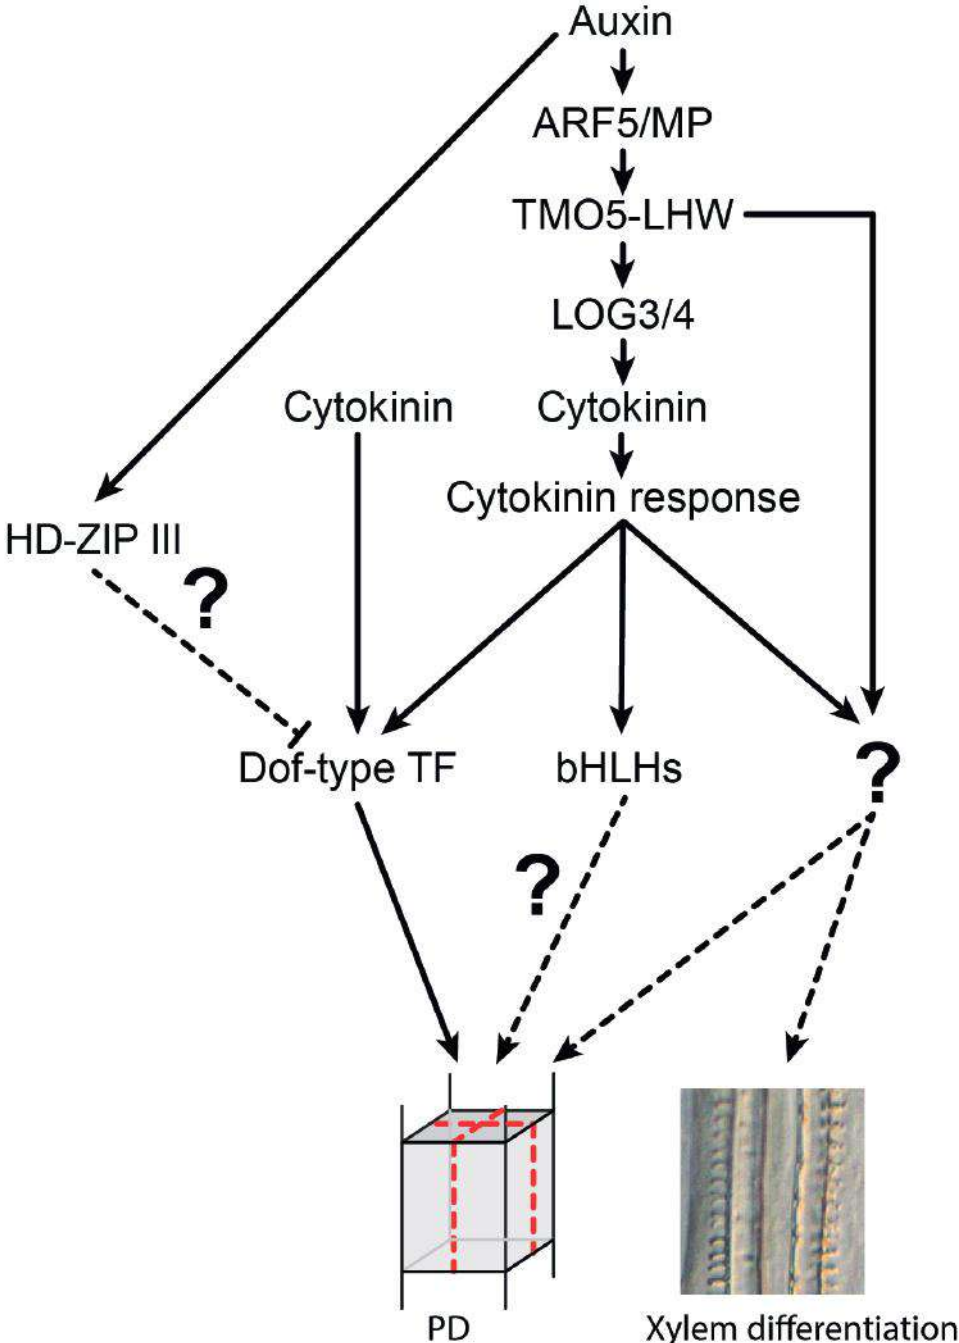 Auxin
ARF5/MP
TMO5-LHW
LOG3/4
Cytokinin
Cytokinin
Cytokinin response
HD-ZIP III
?
Dof-type TF
bHLHs
?
?
PD
Xylem differentiation